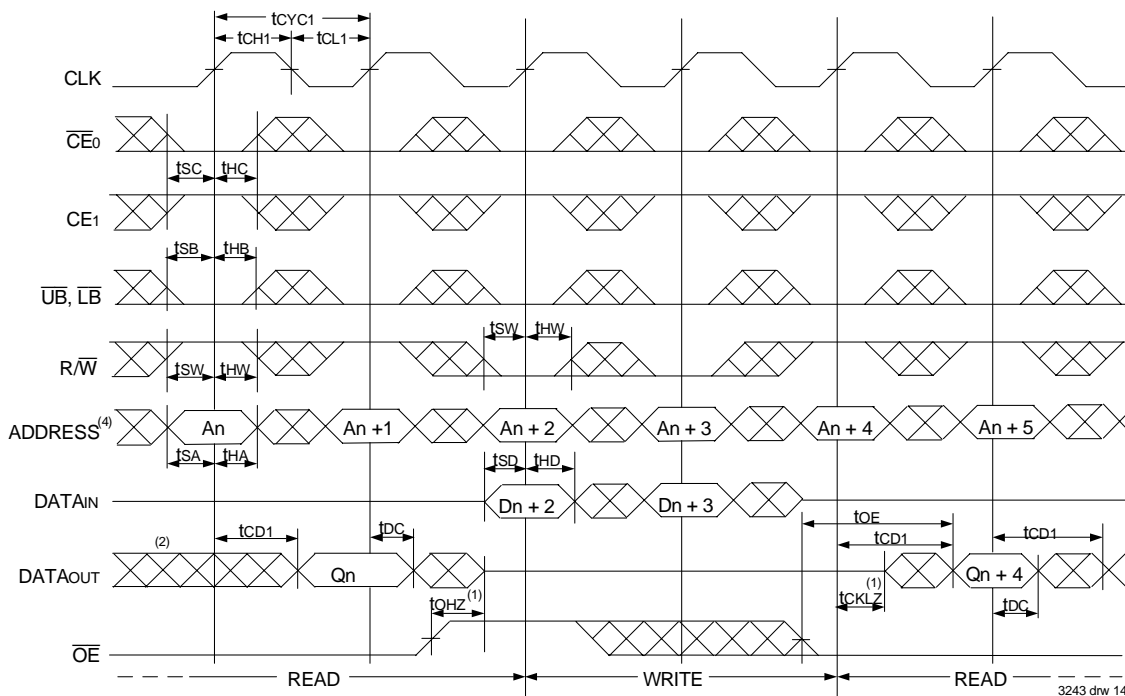 tCYC1
tCH1 tCL1
CLK
CE0
tSC tHC
CE1
tSB tHB
UB, LB
tSW tHW
R/W
tSW tHW
ADDRESS(4) An An +1 An + 2 An + 3 An + 4 An + 5
tSA tHA tSD tHD
DATAIN Dn + 2 Dn + 3
tOE
tCD1 tDC tCD1 tCD1
(2)
DATAOUT Qn Qn + 4
tOHZ(1) tCKLZ(1) tDC
OE
READ WRITE READ
3243 drw 14